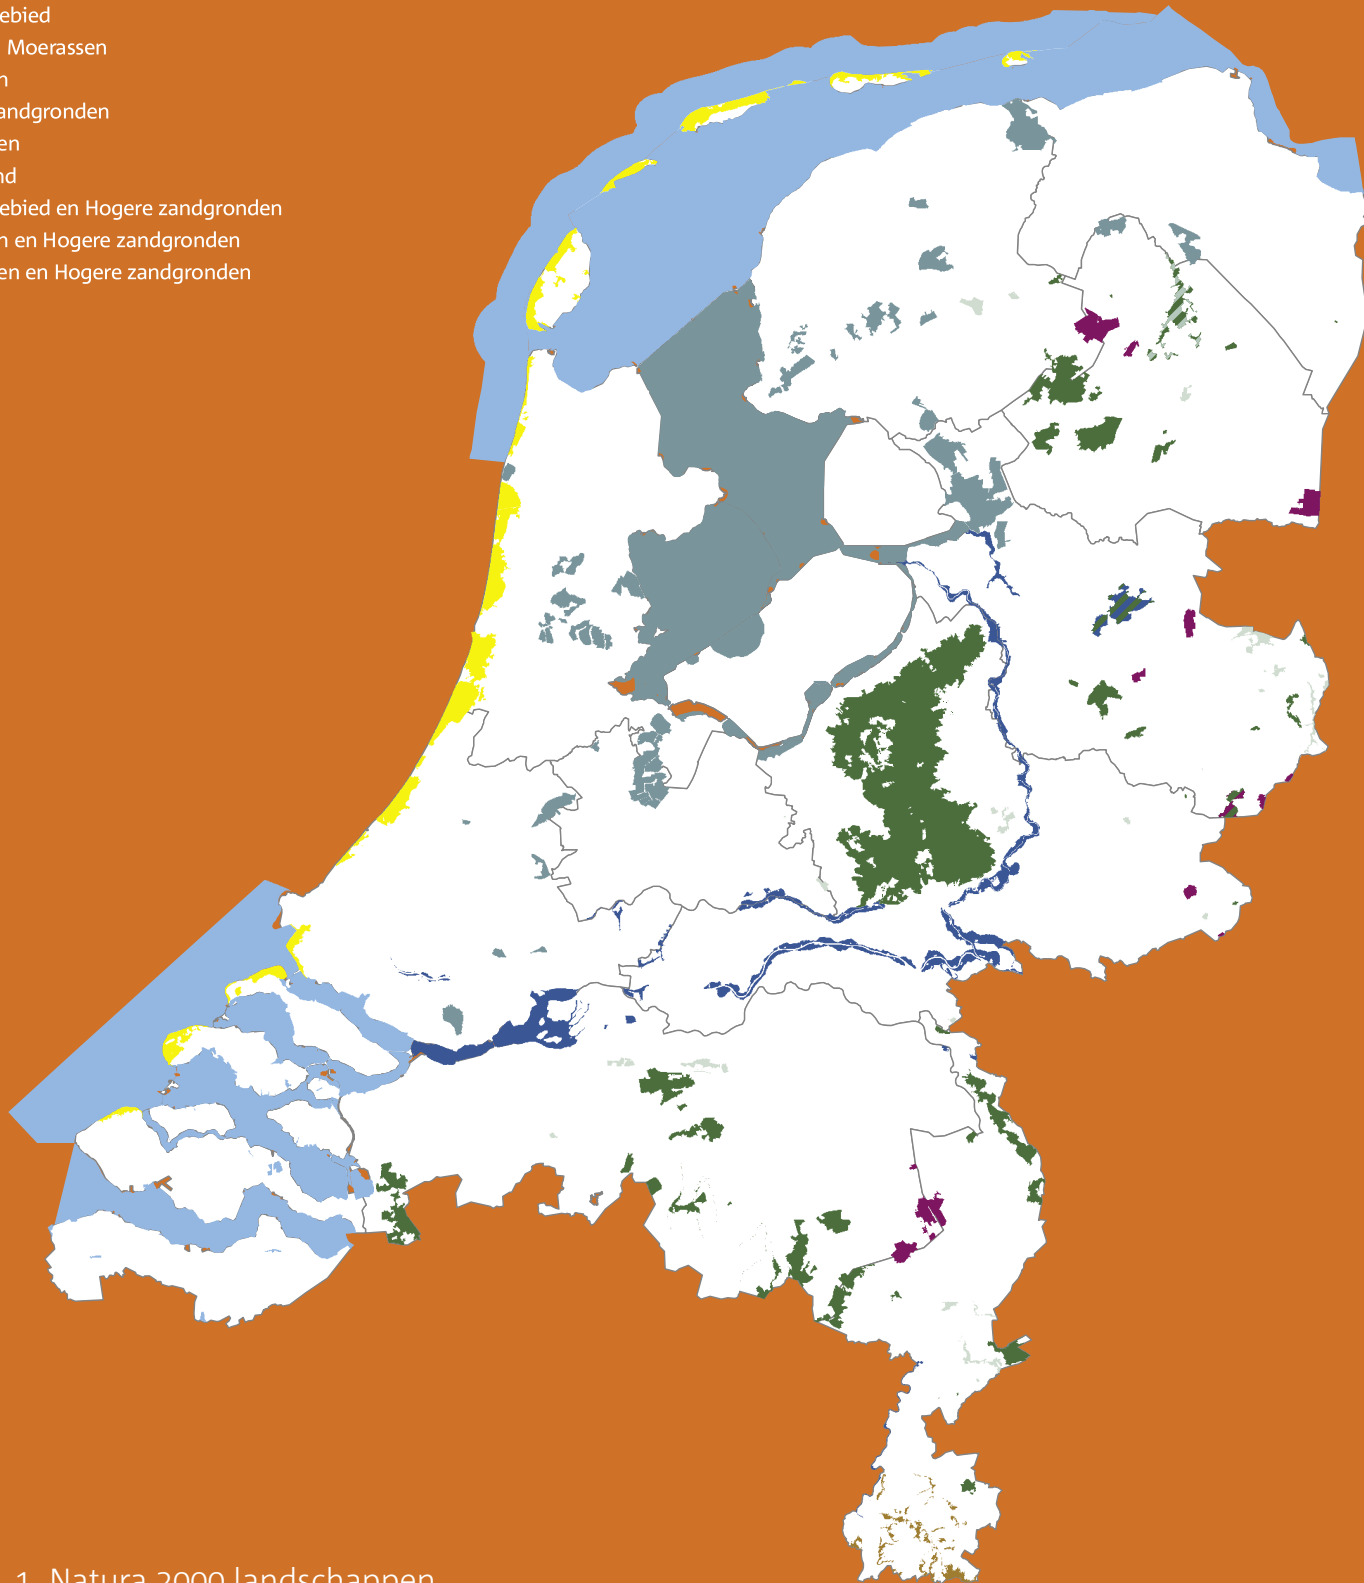 ebied
Moerassen
n
andgronden
en
nd
ebied en Hogere zandgronden
n en Hogere zandgronden
en en Hogere zandgronden
1 Natura 2000 landschappen